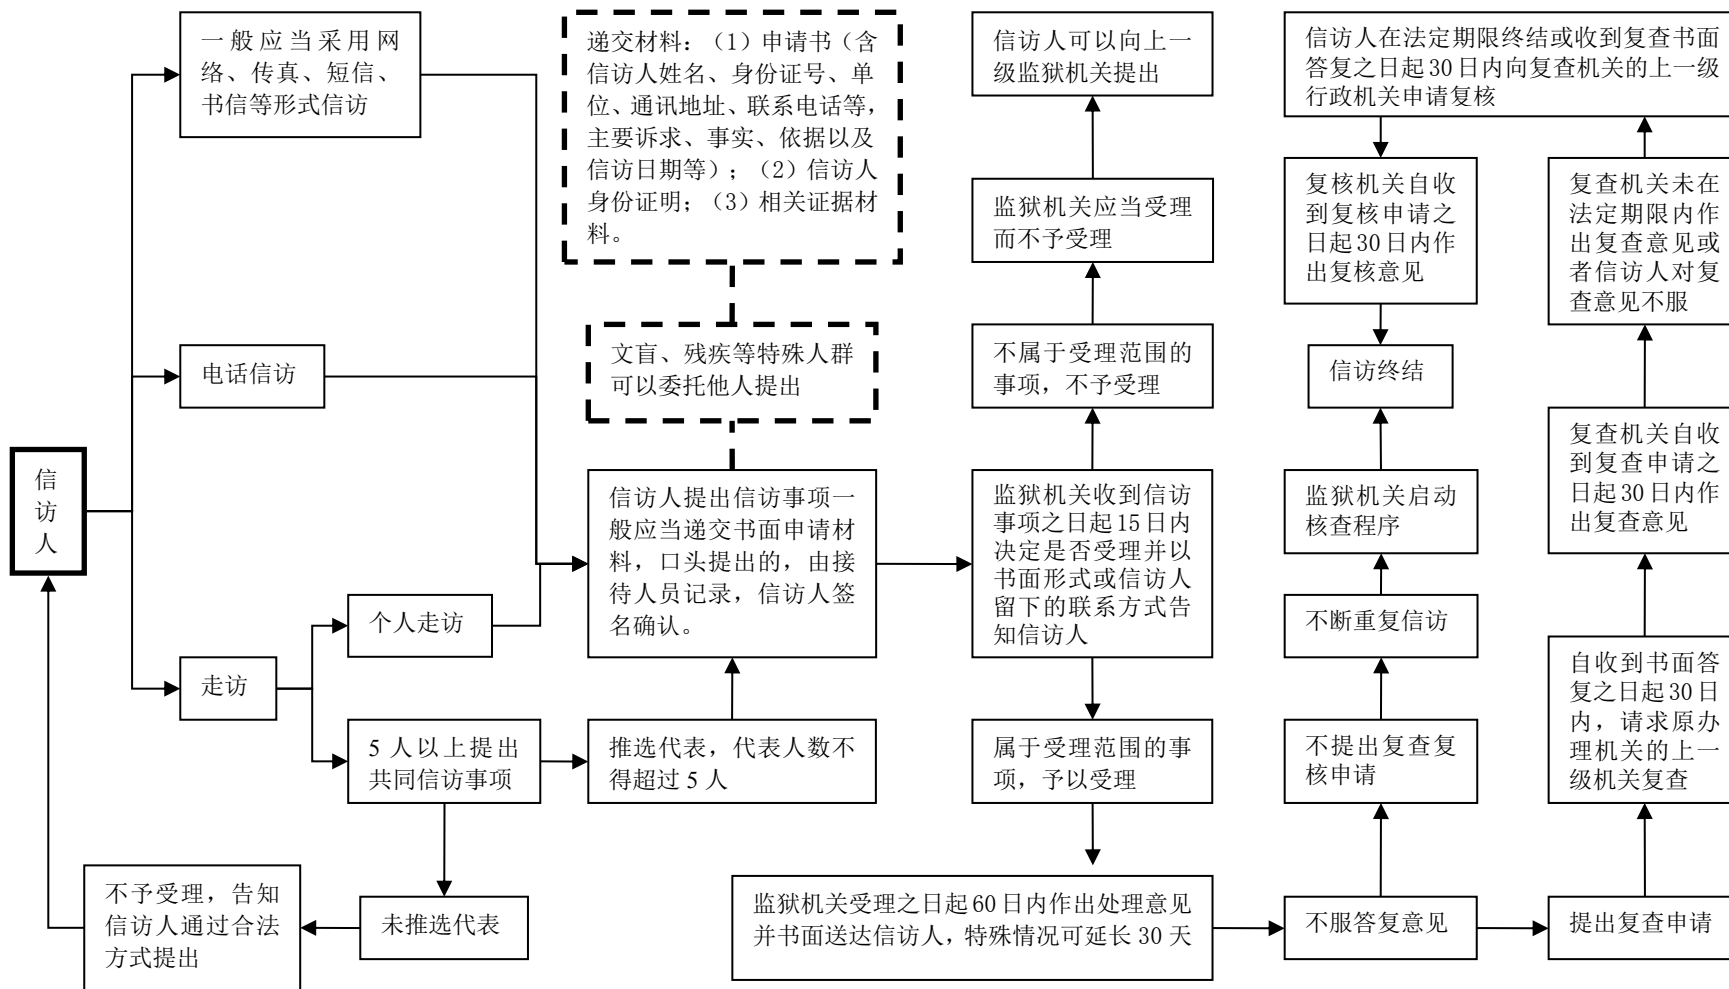 一般应当采用网
络、传真、短信、
书信等形式信访
递交材料：（1）申请书（含
信访人姓名、身份证号、单
位、通讯地址、联系电话等，
主要诉求、事实、依据以及
信访日期等）；（2）信访人
身份证明；（3）相关证据材
料。
信访人可以向上一
级监狱机关提出
信访人在法定期限终结或收到复查书面
答复之日起30日内向复查机关的上一级
行政机关申请复核
监狱机关应当受理
而不予受理
复核机关自收
到复核申请之
日起30日内作
出复核意见
复查机关未在
法定期限内作
出复查意见或
者信访人对复
查意见不服
电话信访
文盲、残疾等特殊人群
可以委托他人提出
不属于受理范围的
事项，不予受理
信访终结
信
访
人
信访人提出信访事项一
般应当递交书面申请材
料，口头提出的，由接
待人员记录，信访人签
名确认。
监狱机关收到信访
事项之日起15日内
决定是否受理并以
书面形式或信访人
留下的联系方式告
知信访人
监狱机关启动
核查程序
复查机关自收
到复查申请之
日起30日内作
出复查意见
个人走访
不断重复信访
走访
5 人以上提出
共同信访事项
推选代表，代表人数不
得超过 5 人
属于受理范围的事
项，予以受理
不提出复查复
核申请
自收到书面答
复之日起30日
内，请求原办
理机关的上一
级机关复查
不予受理，告知
信访人通过合法
方式提出
未推选代表
监狱机关受理之日起60日内作出处理意见
并书面送达信访人，特殊情况可延长 30 天
不服答复意见
提出复查申请